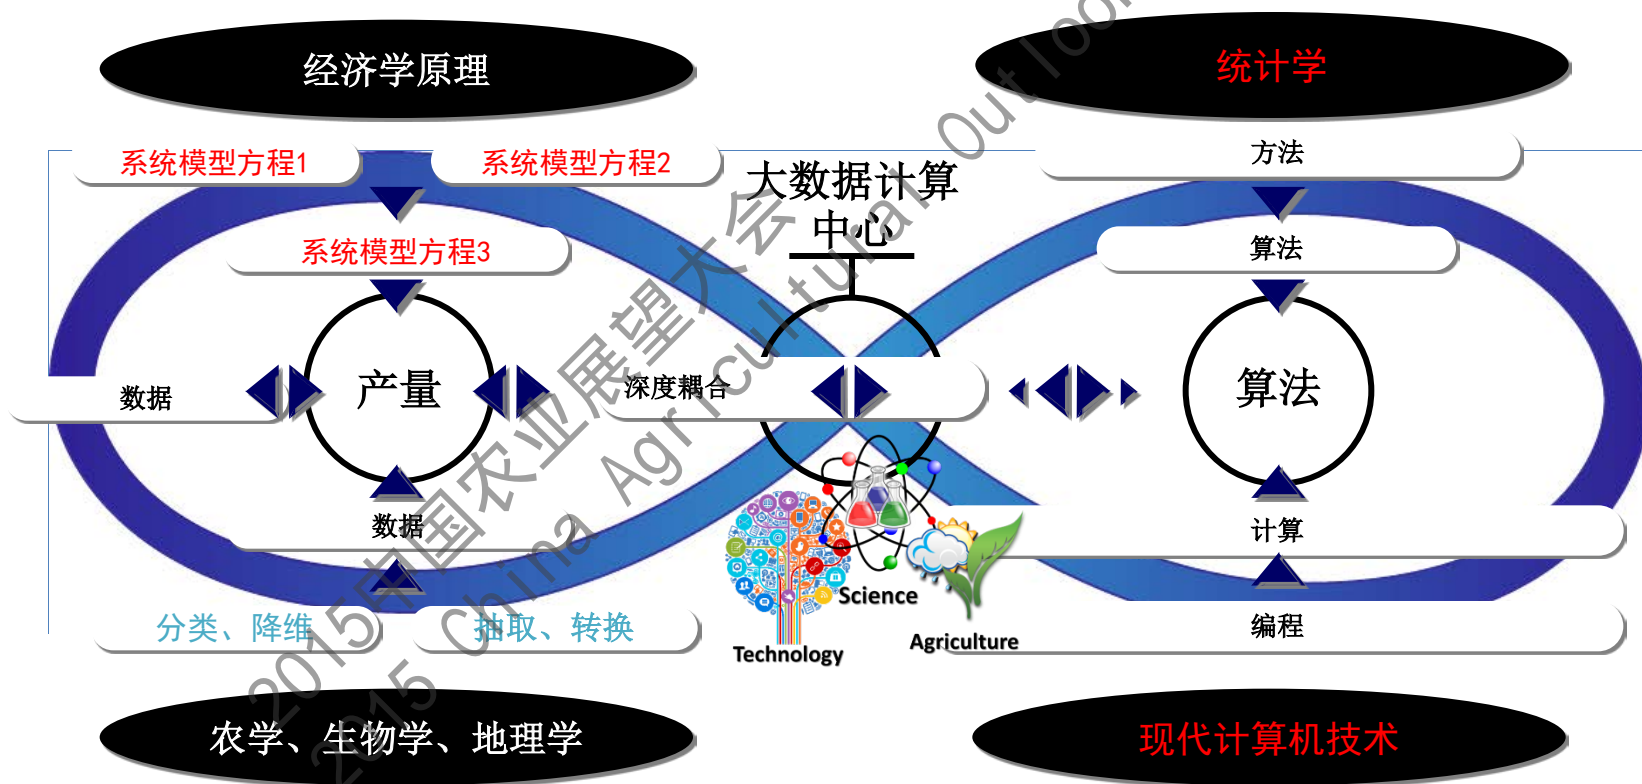 经济学原理
统计学
系统模型方程1
系统模型方程2
方法
大数据计算
中心
系统模型方程3
算法
数据
产量
深度耦合
算法
数据
计算
Science
分类、降维
抽取、转换
编程
Technology
Agriculture
农学、生物学、地理学
现代计算机技术
2015中国农业展望大会
2015 China Agricultural Outlook